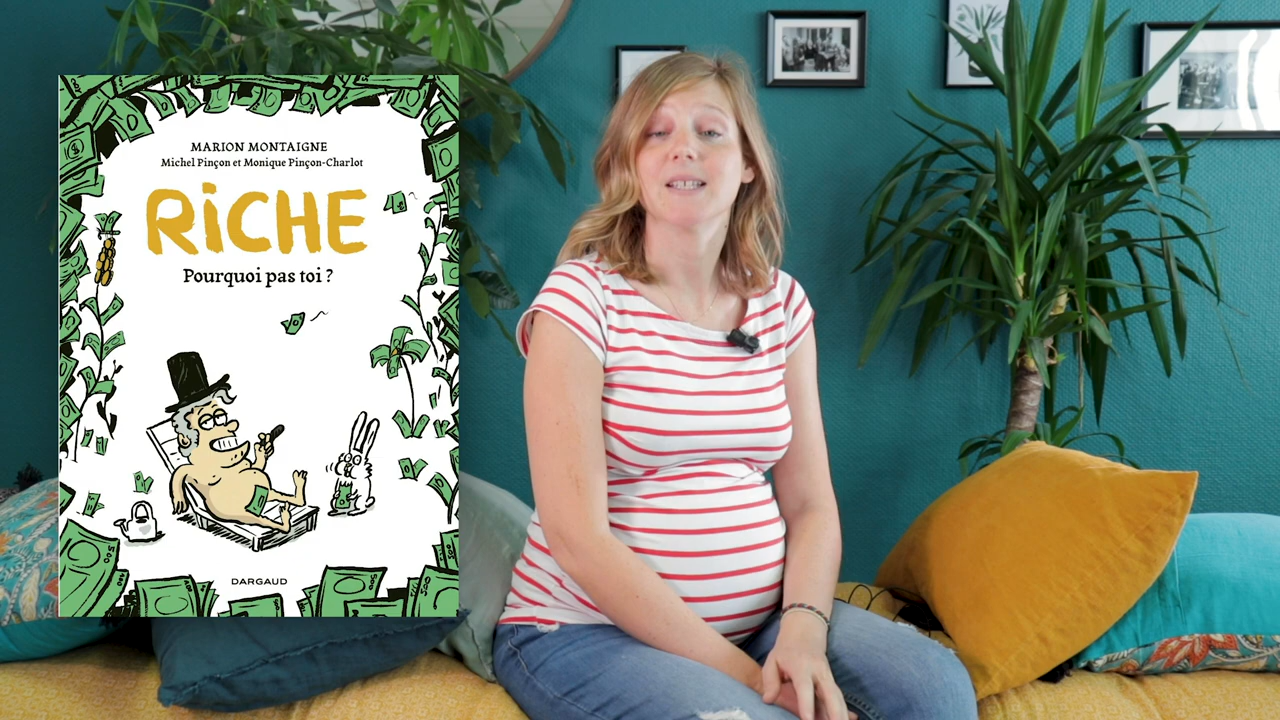 MARION MONTAIGNE
Michel Pinçon et Monique Pinçon-Charlot
RiCHE
Pourquoi pas toi ?
DARGAUD